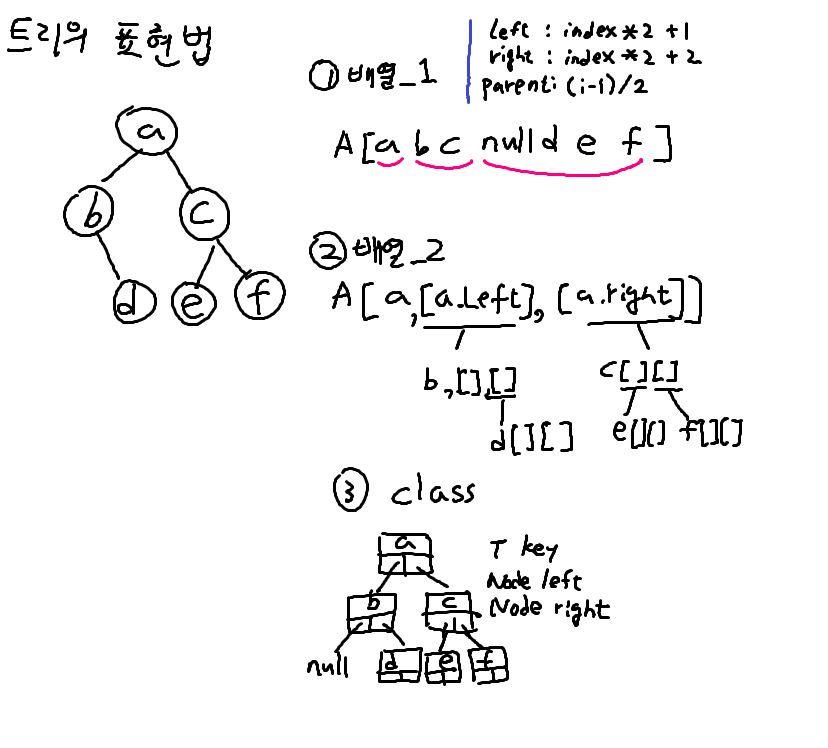 트리의 표현법
① 배열_1
left : index*2 +1
right : index*2 + 2
parent: (i-1)/2
A[a b c null d e f]
a
b c
d e f
② 배열_2
A[a,[a.left], [a.right]]
b,[],[] c[][]
d[][] e[][] f[][]
③ class
a
b c
null d e f
T key
Node left
Node right